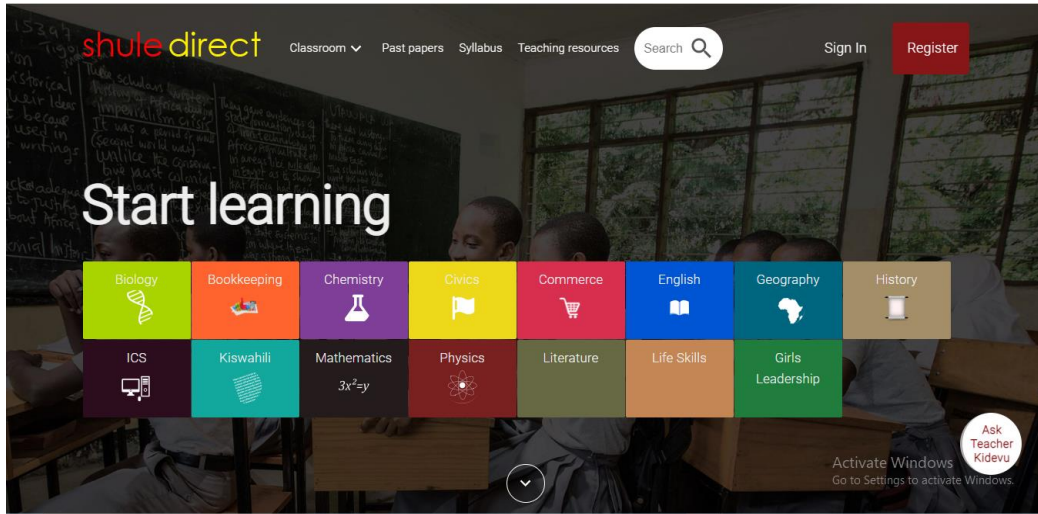 shule direct
Classroom Past papers Syllabus Teaching resources Search Sign In Register
Start learning
Biology Bookkeeping Chemistry Civics Commerce English Geography History
ICS Kiswahili Mathematics Physics Literature Life Skills Girls
Leadership
3x²=y
Ask
Teacher
Kidevu
Activate Windows
Go to Settings to activate Windows.